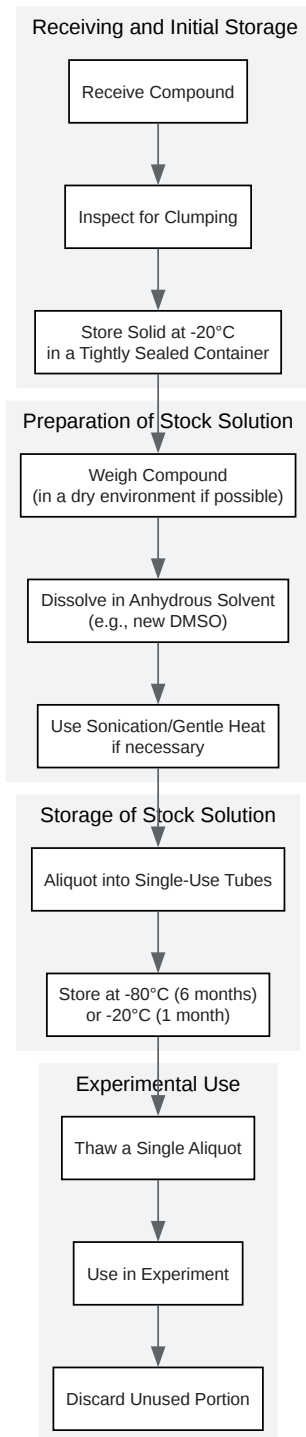 Receiving and Initial Storage
Receive Compound
Inspect for Clumping
Store Solid at -20°C
in a Tightly Sealed Container
Preparation of Stock Solution
Weigh Compound
(in a dry environment if possible)
Dissolve in Anhydrous Solvent
(e.g., new DMSO)
Use Sonication/Gentle Heat
if necessary
Storage of Stock Solution
Aliquot into Single-Use Tubes
Store at -80°C (6 months)
or -20°C (1 month)
Experimental Use
Thaw a Single Aliquot
Use in Experiment
Discard Unused Portion